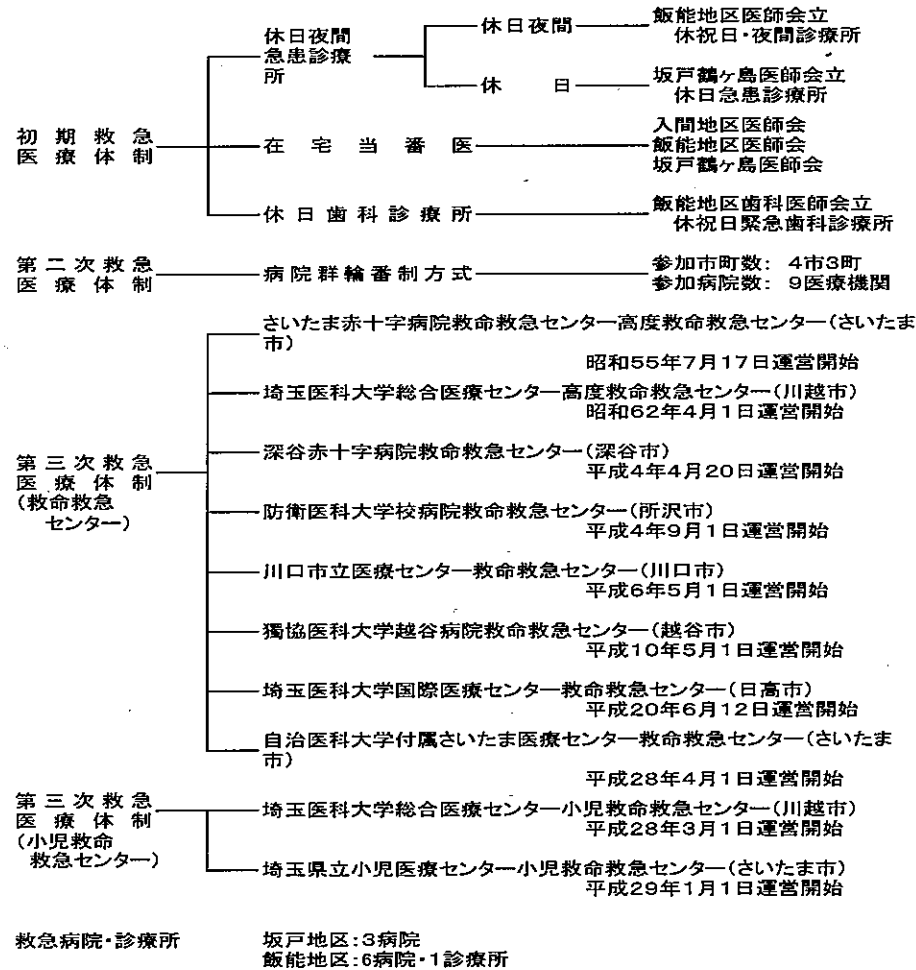 初期救急
医療体制
休日夜間
急患診療
所
休日夜間
飯能地区医師会立
休祝日・夜間診療所
休日
坂戸鶴ヶ島医師会立
休日急患診療所
在宅当番医
入間地区医師会
飯能地区医師会
坂戸鶴ヶ島医師会
休日歯科診療所
飯能地区歯科医師会立
休祝日緊急歯科診療所
第二次救急
医療体制
病院群輪番制方式
参加市町数: 4市3町
参加病院数: 9医療機関
第三次救急
医療体制
(救命救急
センター)
さいたま赤十字病院救命救急センター高度救命救急センター(さいたま
市)
昭和55年7月17日運営開始
埼玉医科大学総合医療センター高度救命救急センター(川越市)
昭和62年4月1日運営開始
深谷赤十字病院救命救急センター(深谷市)
平成4年4月20日運営開始
防衛医科大学校病院救命救急センター(所沢市)
平成4年9月1日運営開始
川口市立医療センター救命救急センター(川口市)
平成6年5月1日運営開始
獨協医科大学越谷病院救命救急センター(越谷市)
平成10年5月1日運営開始
埼玉医科大学国際医療センター救命救急センター(日高市)
平成20年6月12日運営開始
自治医科大学付属さいたま医療センター救命救急センター(さいたま
市)
平成28年4月1日運営開始
第三次救急
医療体制
(小児救命
救急センター)
埼玉医科大学総合医療センター小児救命救急センター(川越市)
平成28年3月1日運営開始
埼玉県立小児医療センター小児救命救急センター(さいたま市)
平成29年1月1日運営開始
救急病院・診療所
坂戸地区:3病院
飯能地区:6病院・1診療所